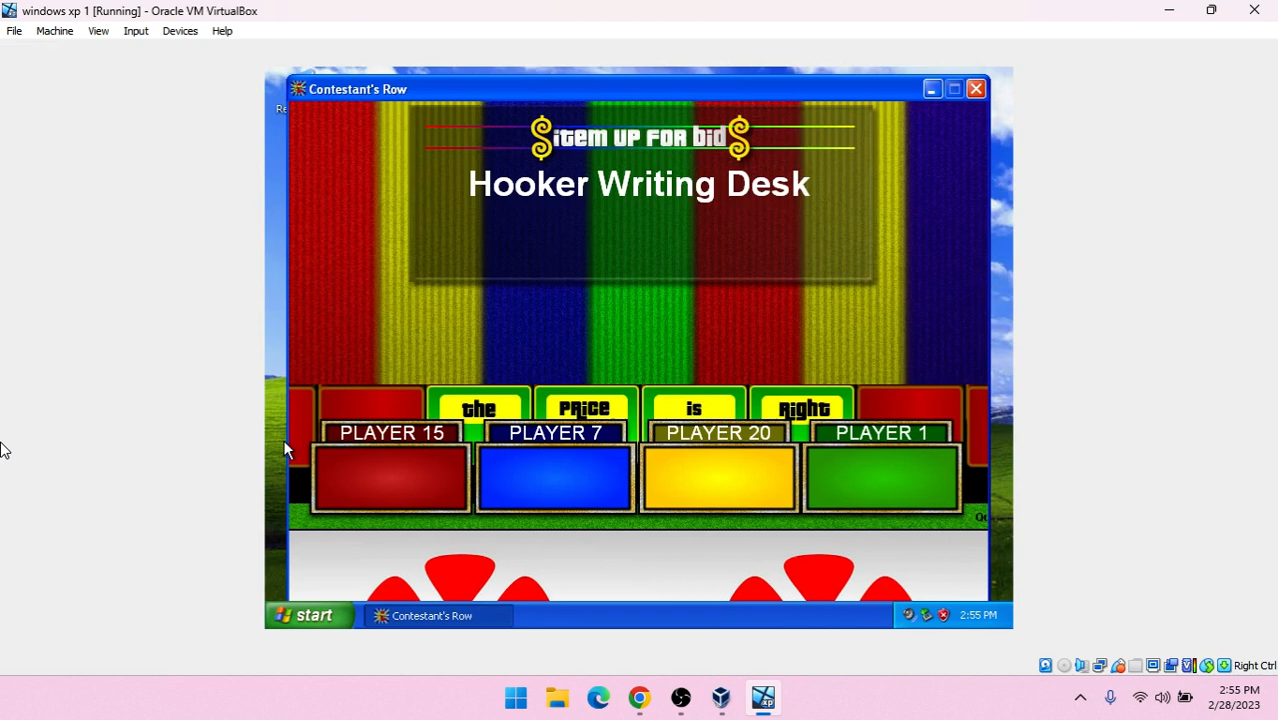 windows xp 1 [Running] - Oracle VM VirtualBox
File Machine View Input Devices Help
Contestant's Row
Re
$item UP FOR bid$
Hooker Writing Desk
the PRiCE is Right
PLAYER 15 PLAYER 7 PLAYER 20 PLAYER 1
start Contestant's Row 2:55 PM
Right Ctrl
xp
2:55 PM
2/28/2023